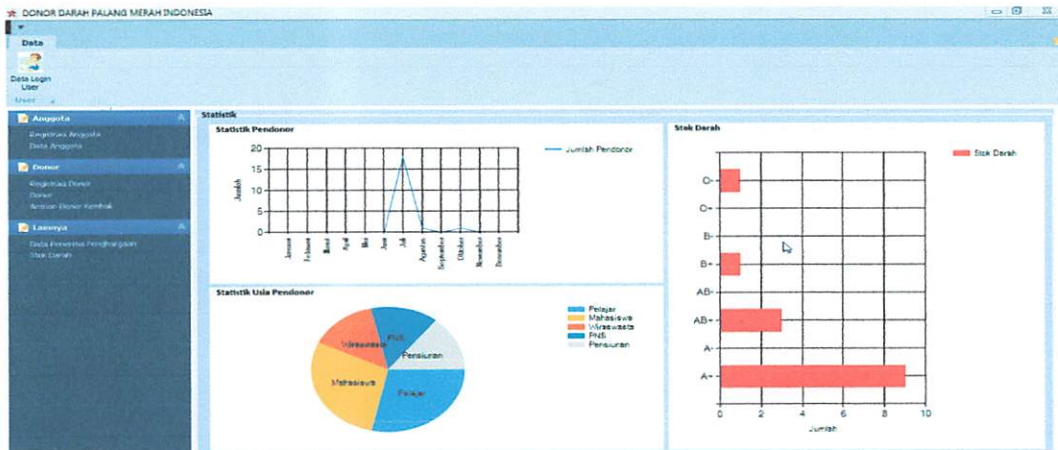 DONOR DARAH PALANG MERAH INDONESIA
Data
Data Login
User
User
Anggota
Registrasi Anggota
Data Anggota
Donor
Registrasi Donor
Donor
Antrian Donor Kembali
Lainnya
Data Penerima Penghargaan
Stok Darah
Statistik
Statistik Pendonor
20
15
10
5
0
Jumlah
Januari
Februari
Maret
April
Mei
Juni
Juli
Agustus
September
Oktober
November
Desember
Jumlah Pendonor
Statistik Usia Pendonor
Wiraswasta
PNS
Pensiunan
Mahasiswa
Pelajar
Pelajar
Mahasiswa
Wiraswasta
PNS
Pensiunan
Stok Darah
O-
O+
B-
B+
AB-
AB+
A-
A+
0 2 4 6 8 10
Jumlah
Stok Darah